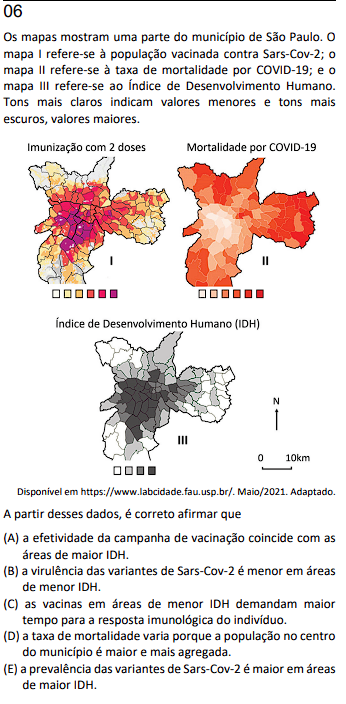 06
Os mapas mostram uma parte do município de São Paulo. O
mapa I refere-se à população vacinada contra Sars-Cov-2; o
mapa II refere-se à taxa de mortalidade por COVID-19; e o
mapa III refere-se ao Índice de Desenvolvimento Humano.
Tons mais claros indicam valores menores e tons mais
escuros, valores maiores.
Imunização com 2 doses
Mortalidade por COVID-19
I
II
Índice de Desenvolvimento Humano (IDH)
III
N
0 10km
Disponível em https://www.labcidade.fau.usp.br/. Maio/2021. Adaptado.
A partir desses dados, é correto afirmar que
(A) a efetividade da campanha de vacinação coincide com as
áreas de maior IDH.
(B) a virulência das variantes de Sars-Cov-2 é menor em áreas
de menor IDH.
(C) as vacinas em áreas de menor IDH demandam maior
tempo para a resposta imunológica do indivíduo.
(D) a taxa de mortalidade varia porque a população no centro
do município é maior e mais agregada.
(E) a prevalência das variantes de Sars-Cov-2 é maior em áreas
de maior IDH.